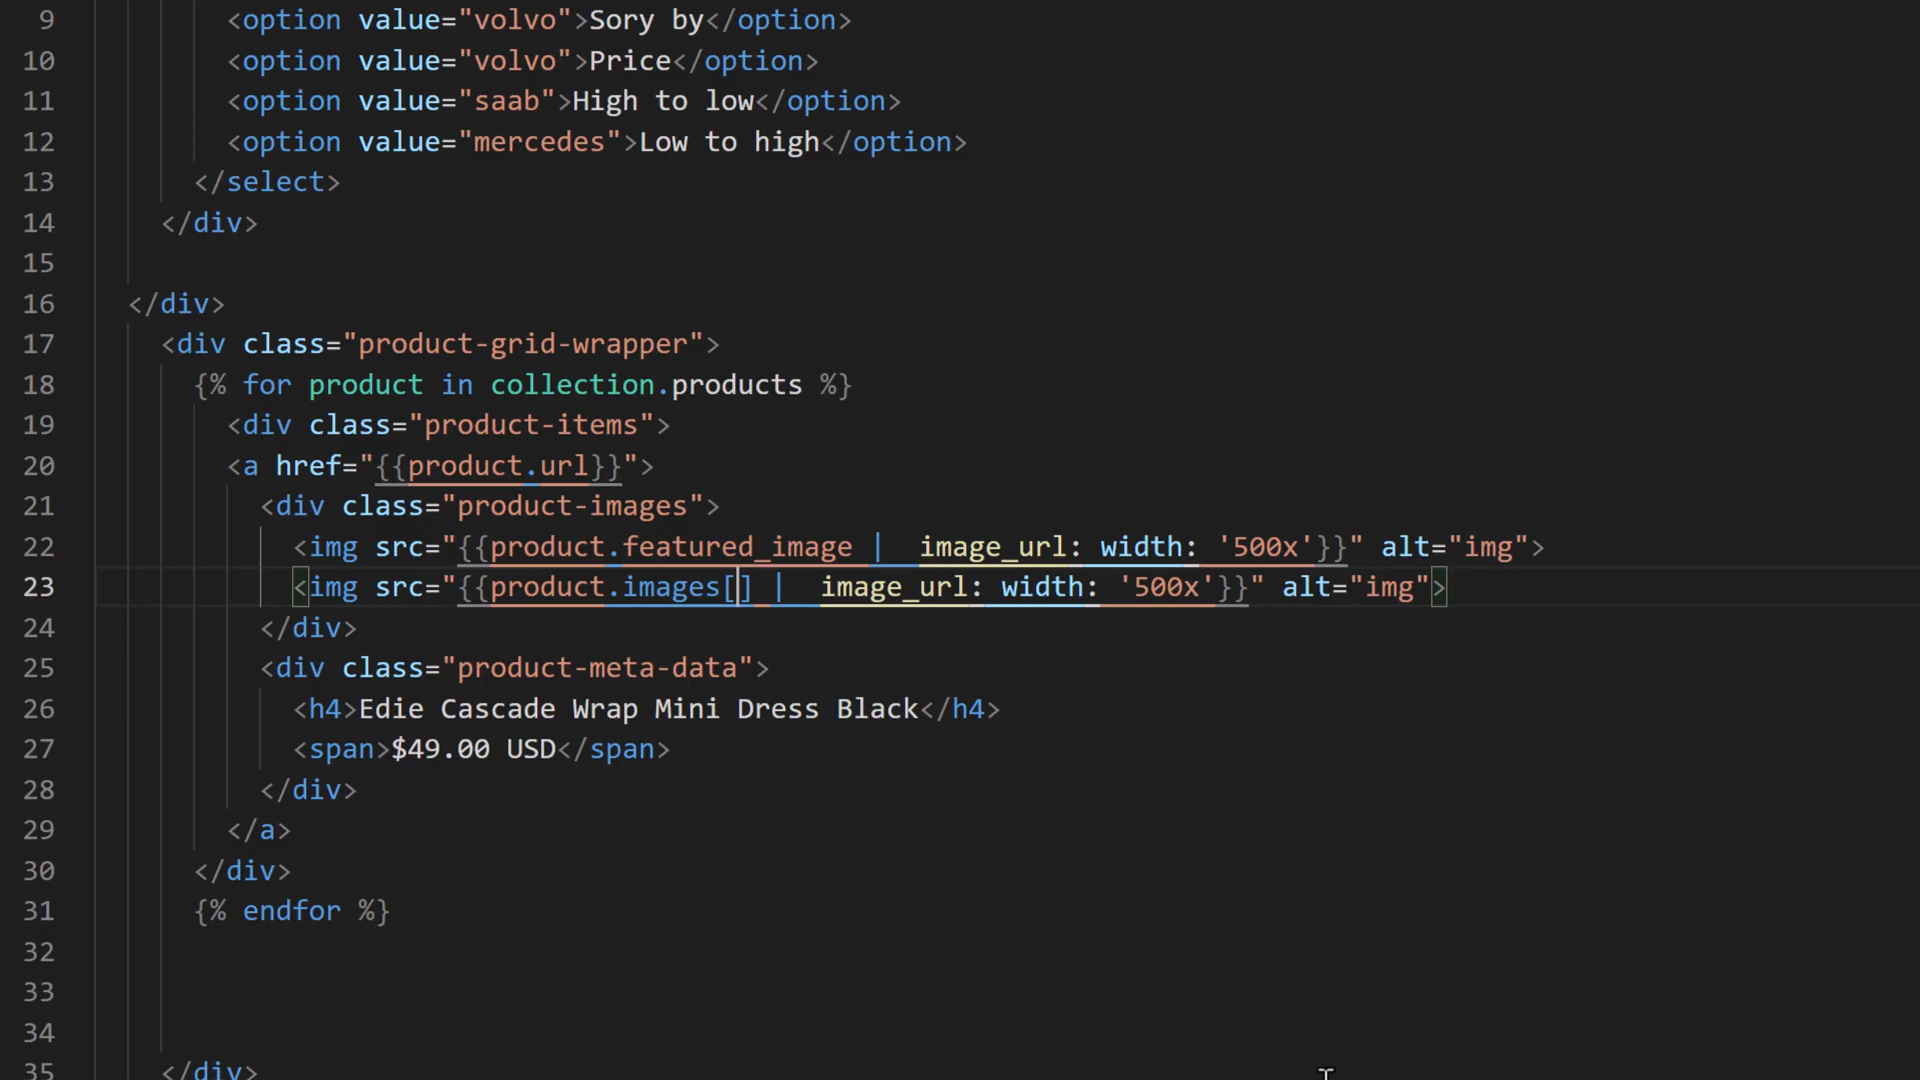 9 <option value="volvo">Sory by</option>
10 <option value="volvo">Price</option>
11 <option value="saab">High to low</option>
12 <option value="mercedes">Low to high</option>
13 </select>
14 </div>
15
16 </div>
17 <div class="product-grid-wrapper">
18 {% for product in collection.products %}
19 <div class="product-items">
20 <a href="{{product.url}}">
21 <div class="product-images">
22 <img src="{{product.featured_image |  image_url: width: '500x'}}" alt="img">
23 <img src="{{product.images[] |  image_url: width: '500x'}}" alt="img">
24 </div>
25 <div class="product-meta-data">
26 <h4>Edie Cascade Wrap Mini Dress Black</h4>
27 <span>$49.00 USD</span>
28 </div>
29 </a>
30 </div>
31 {% endfor %}
32
33
34
35 </div>